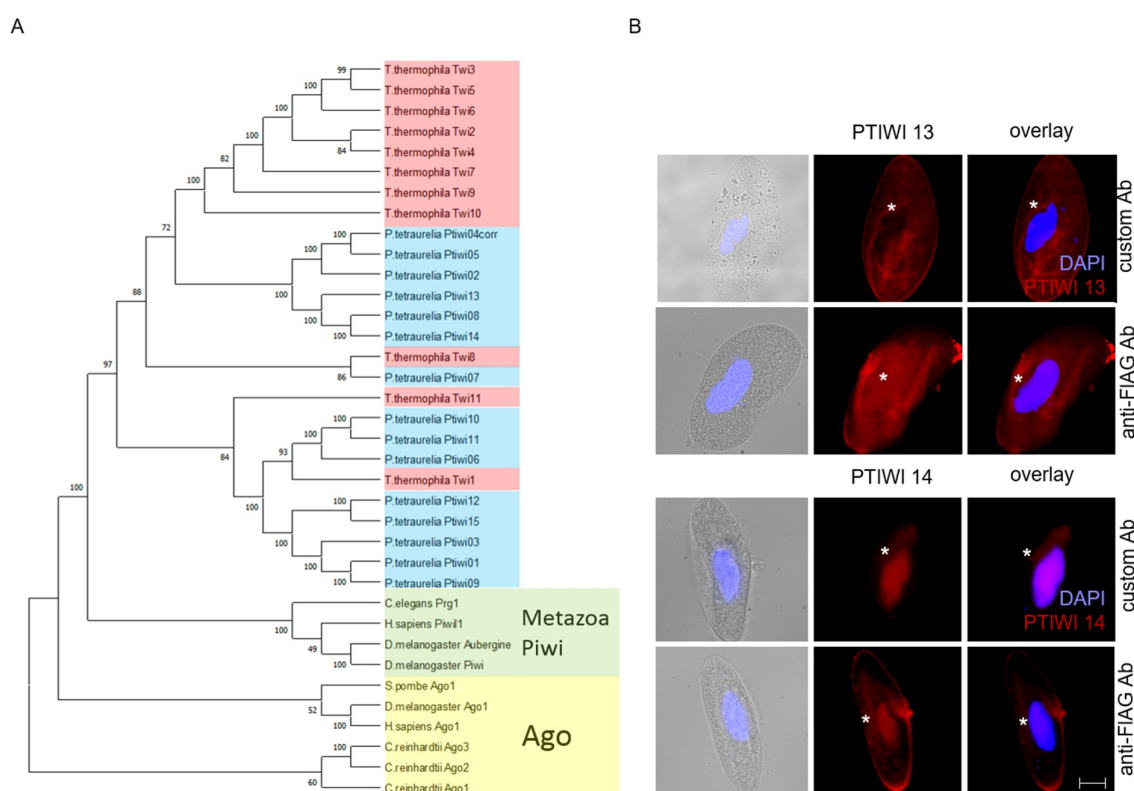 A
99
T.thermophila Twi3
100
T.thermophila Twi5
100
T.thermophila Twi6
100
T.thermophila Twi2
84
T.thermophila Twi4
82
T.thermophila Twi7
100
T.thermophila Twi9
72
T.thermophila Twi10
100
P.tetraurelia Ptiwi04corr
100
P.tetraurelia Ptiwi05
88
P.tetraurelia Ptiwi02
100
P.tetraurelia Ptiwi13
100
P.tetraurelia Ptiwi08
100
P.tetraurelia Ptiwi14
97
T.thermophila Twi8
86
P.tetraurelia Ptiwi07
T.thermophila Twi11
100
P.tetraurelia Ptiwi10
100
P.tetraurelia Ptiwi11
84
93
P.tetraurelia Ptiwi06
T.thermophila Twi1
100
100
P.tetraurelia Ptiwi12
P.tetraurelia Ptiwi15
100
P.tetraurelia Ptiwi03
100
P.tetraurelia Ptiwi01
100
P.tetraurelia Ptiwi09
C.elegans Prg1
100
H.sapiens Piwil1
49
D.melanogaster Aubergine
100
D.melanogaster Piwi
Metazoa
Piwi
S.pombe Ago1
52
D.melanogaster Ago1
100
H.sapiens Ago1
Ago
100
C.reinhardtii Ago3
C.reinhardtii Ago2
60
C.reinhardtii Ago1
B
PTIWI 13
overlay
*
*
DAPI
PTIWI 13
custom Ab
*
*
anti-FlAG Ab
PTIWI 14
overlay
*
*
DAPI
PTIWI 14
custom Ab
*
*
anti-FlAG Ab